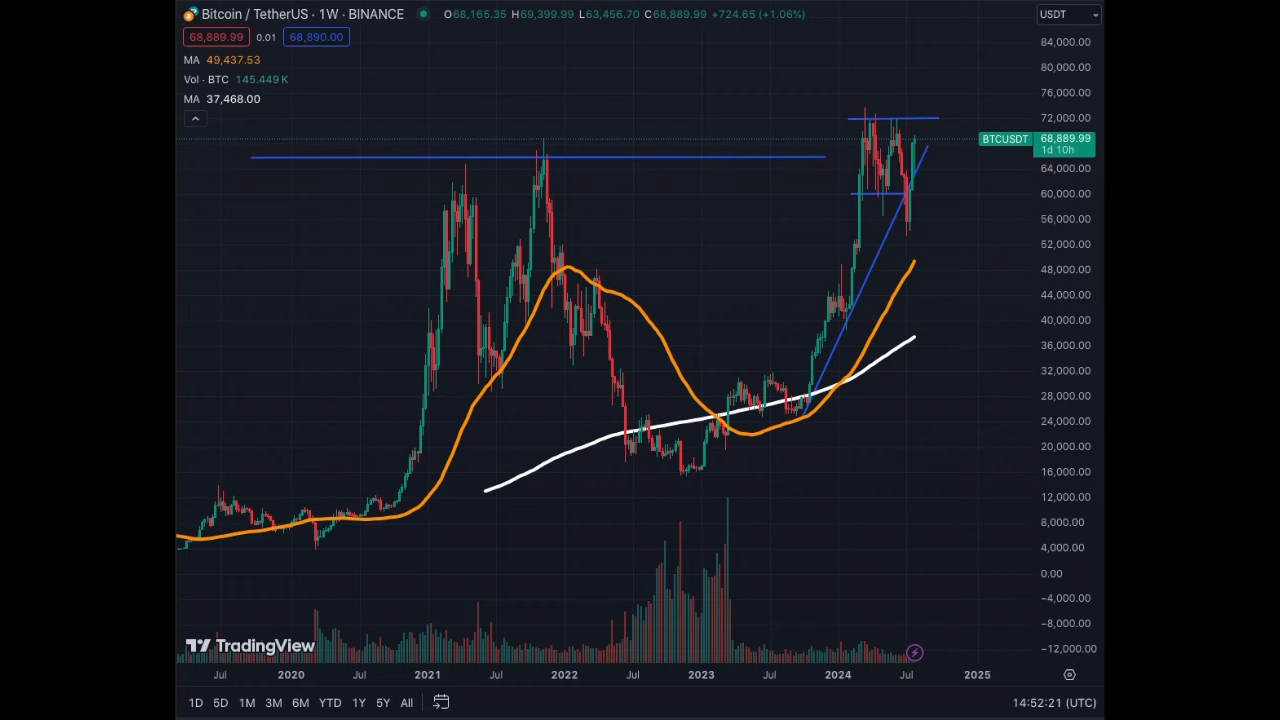 Bitcoin / TetherUS · 1W · BINANCE O68,165.35 H69,399.99 L63,456.70 C68,889.99 +724.65 (+1.06%) USDT
68,889.99 0.01 68,890.00
MA 49,437.53
Vol · BTC 145.449 K
MA 37,468.00
84,000.00
80,000.00
76,000.00
72,000.00
BTCUSDT 68,889.99
1d 10h
64,000.00
60,000.00
56,000.00
52,000.00
48,000.00
44,000.00
40,000.00
36,000.00
32,000.00
28,000.00
24,000.00
20,000.00
16,000.00
12,000.00
8,000.00
4,000.00
0.00
−4,000.00
−8,000.00
−12,000.00
TradingView
Jul 2020 Jul 2021 Jul 2022 Jul 2023 Jul 2024 Jul 2025
1D 5D 1M 3M 6M YTD 1Y 5Y All 14:52:21 (UTC)